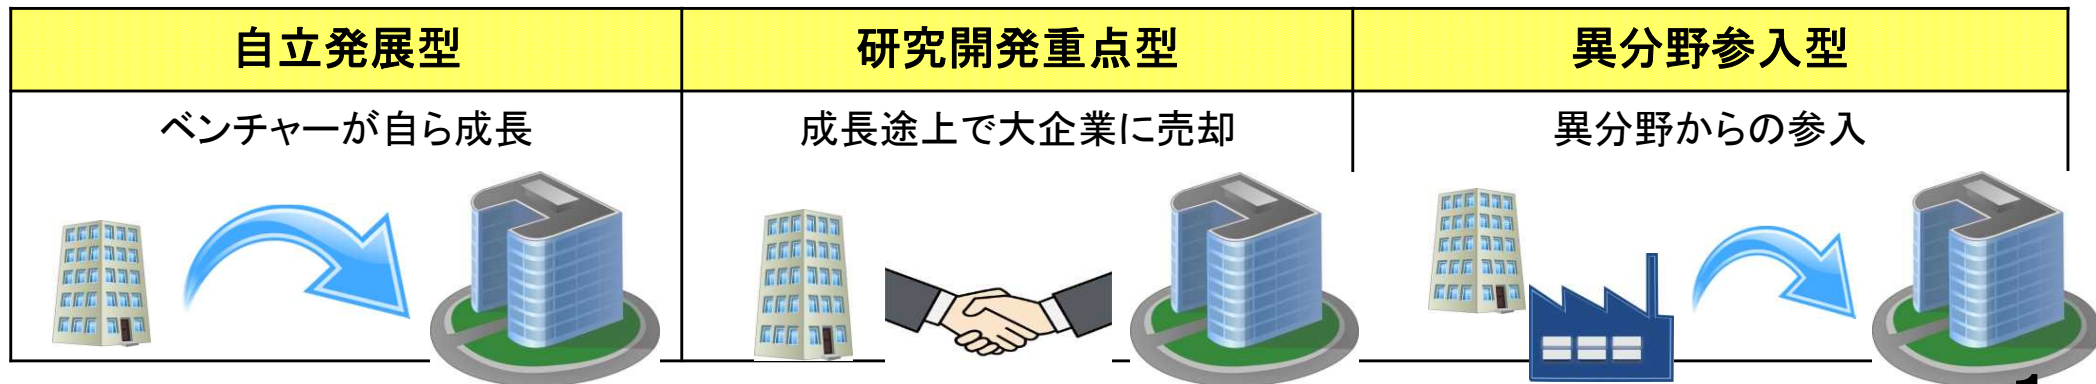 自立発展型
研究開発重点型
異分野参入型
ベンチャーが自ら成長
成長途上で大企業に売却
異分野からの参入